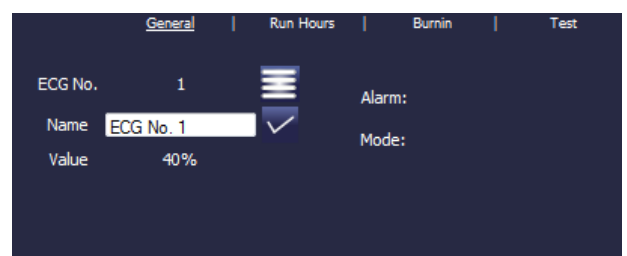 General | Run Hours | Burnin | Test
ECG No. 1
Alarm:
Name ECG No. 1
Mode:
Value 40%